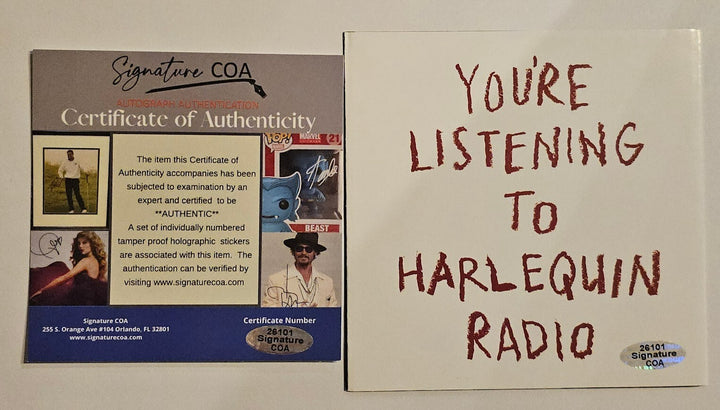 Signature COA
AUTOGRAPH AUTHENTICATION
Certificate of Authenticity
The item this Certificate of
Authenticity accompanies has been
subjected to examination by an
expert and certified to be
**AUTHENTIC**
A set of individually numbered
tamper proof holographic stickers
are associated with this item. The
authentication can be verified by
visiting www.signaturecoa.com
POP!
MARVEL
21
BEAST
Signature COA
255 S. Orange Ave #104 Orlando, FL 32801
www.signaturecoa.com
Certificate Number
26101
Signature
COA
YOU'RE
LISTENING
TO
HARLEQUIN
RADIO
26101
Signature
COA